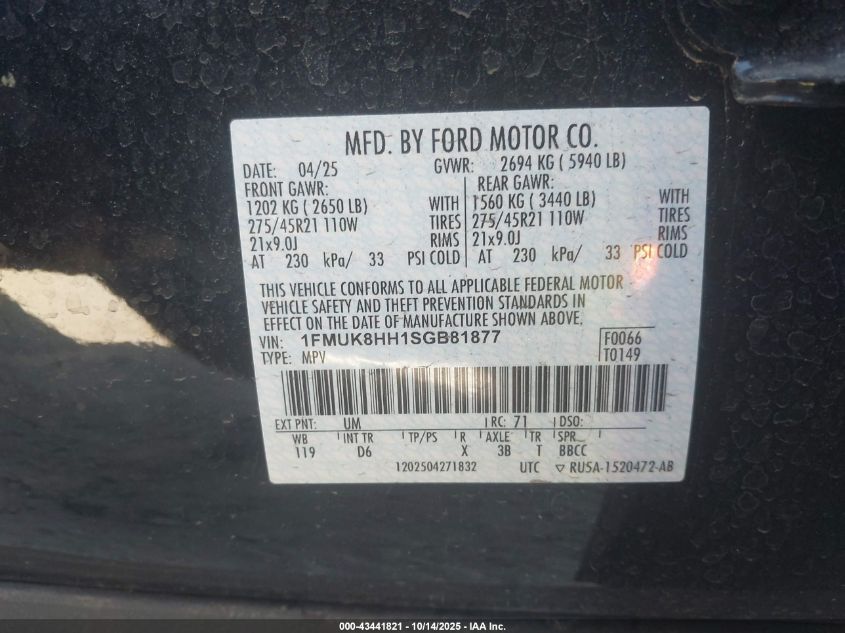 MFD. BY FORD MOTOR CO.
DATE: 04/25 GVWR: 2694 KG ( 5940 LB)
FRONT GAWR: REAR GAWR:
1202 KG ( 2650 LB) WITH 1560 KG ( 3440 LB) WITH
275/45R21 110W TIRES 275/45R21 110W TIRES
21x9.0J RIMS 21x9.0J RIMS
AT 230 kPa/ 33 PSI COLD AT 230 kPa/ 33 PSI COLD
THIS VEHICLE CONFORMS TO ALL APPLICABLE FEDERAL MOTOR
VEHICLE SAFETY AND THEFT PREVENTION STANDARDS IN
EFFECT ON THE DATE OF MANUFACTURE SHOWN ABOVE.
VIN: 1FMUK8HH1SGB81877 F0066
TYPE: MPV T0149
EXT PNT: UM RC: 71 DSO:
WB INT TR TP/PS R AXLE TR SPR
119 D6 X 3B T BBCC
1202504271832 UTC ▽ RUSA-1520472-AB
000-43441821 - 10/14/2025 - IAA Inc.